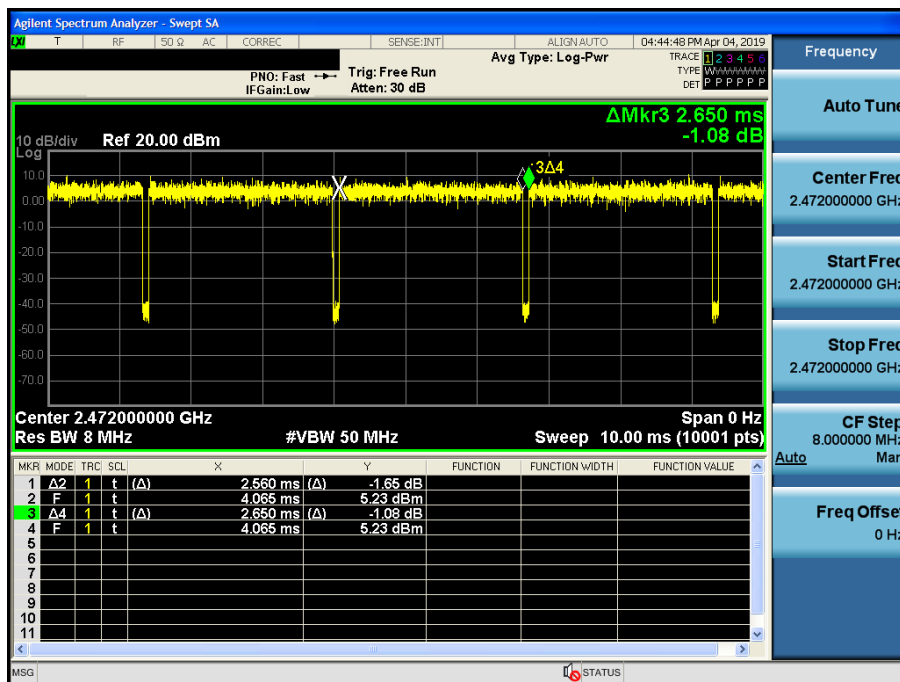 Agilent Spectrum Analyzer - Swept SA
LXI T RF 50 Ω AC CORREC SENSE:INT ALIGN AUTO 04:44:48 PM Apr 04, 2019
Frequency
Avg Type: Log-Pwr
TRACE 1 2 3 4 5 6
PNO: Fast Trig: Free Run
TYPE W
IFGain:Low Atten: 30 dB
DET P P P P P P
Auto Tune
ΔMkr3 2.650 ms
10 dB/div Ref 20.00 dBm -1.08 dB
Log
10.0
3Δ4
0.00
-10.0
-20.0
-30.0
-40.0
-50.0
-60.0
-70.0
Center Freq
2.472000000 GHz
Start Freq
2.472000000 GHz
Stop Freq
2.472000000 GHz
Center 2.472000000 GHz Span 0 Hz
Res BW 8 MHz #VBW 50 MHz Sweep 10.00 ms (10001 pts)
CF Step
8.000000 MHz
Auto Man
Freq Offset
0 Hz
MKR MODE TRC SCL X Y FUNCTION FUNCTION WIDTH FUNCTION VALUE
1 Δ2 1 t (Δ) 2.560 ms (Δ) -1.65 dB
2 F 1 t 4.065 ms 5.23 dBm
3 Δ4 1 t (Δ) 2.650 ms (Δ) -1.08 dB
4 F 1 t 4.065 ms 5.23 dBm
5
6
7
8
9
10
11
MSG STATUS